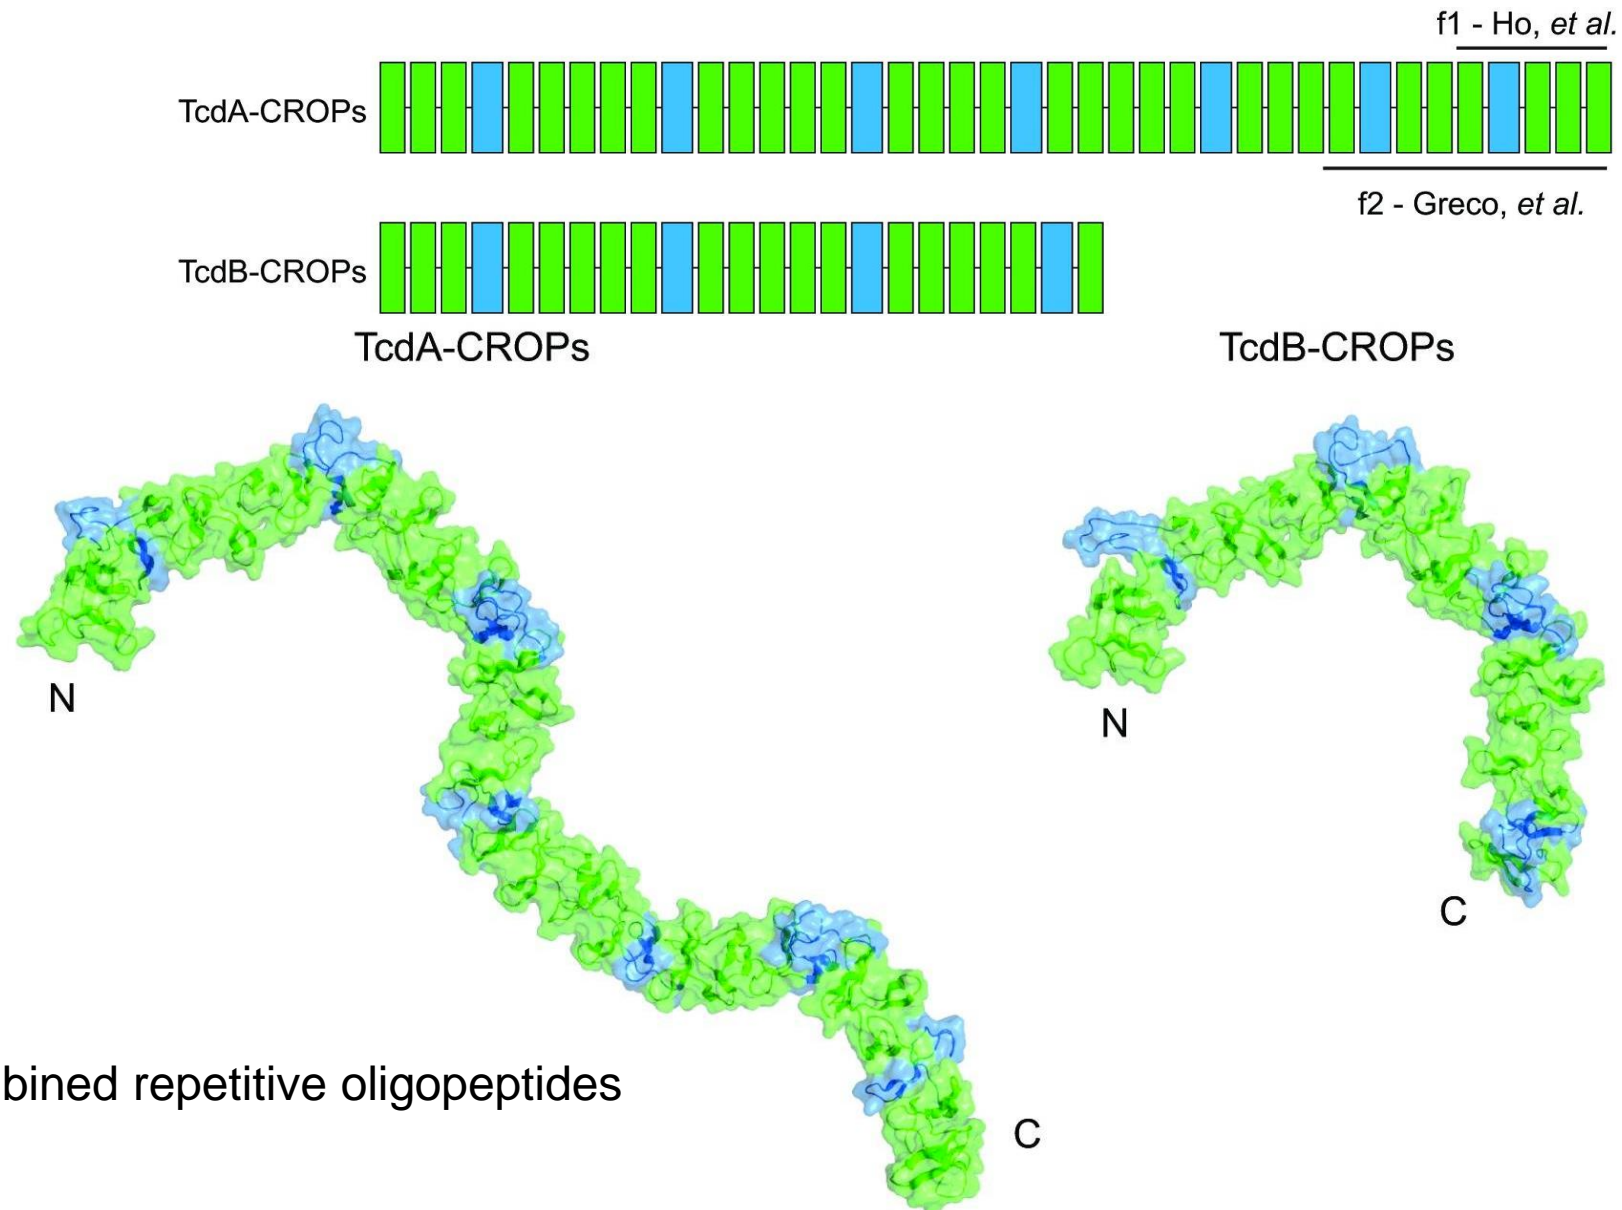 f1 - Ho, et al.
TcdA-CROPs
f2 - Greco, et al.
TcdB-CROPs
TcdA-CROPs
TcdB-CROPs
N
N
C
bined repetitive oligopeptides
C